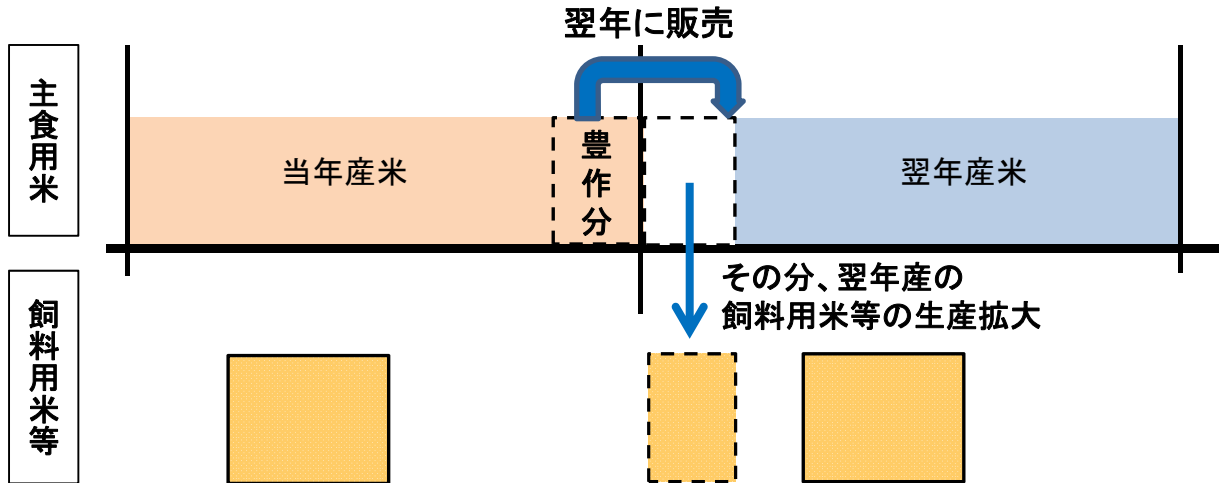 翌年に販売
主食用米
当年産米
豊作分
翌年産米
その分、翌年産の
飼料用米等の生産拡大
飼料用米等